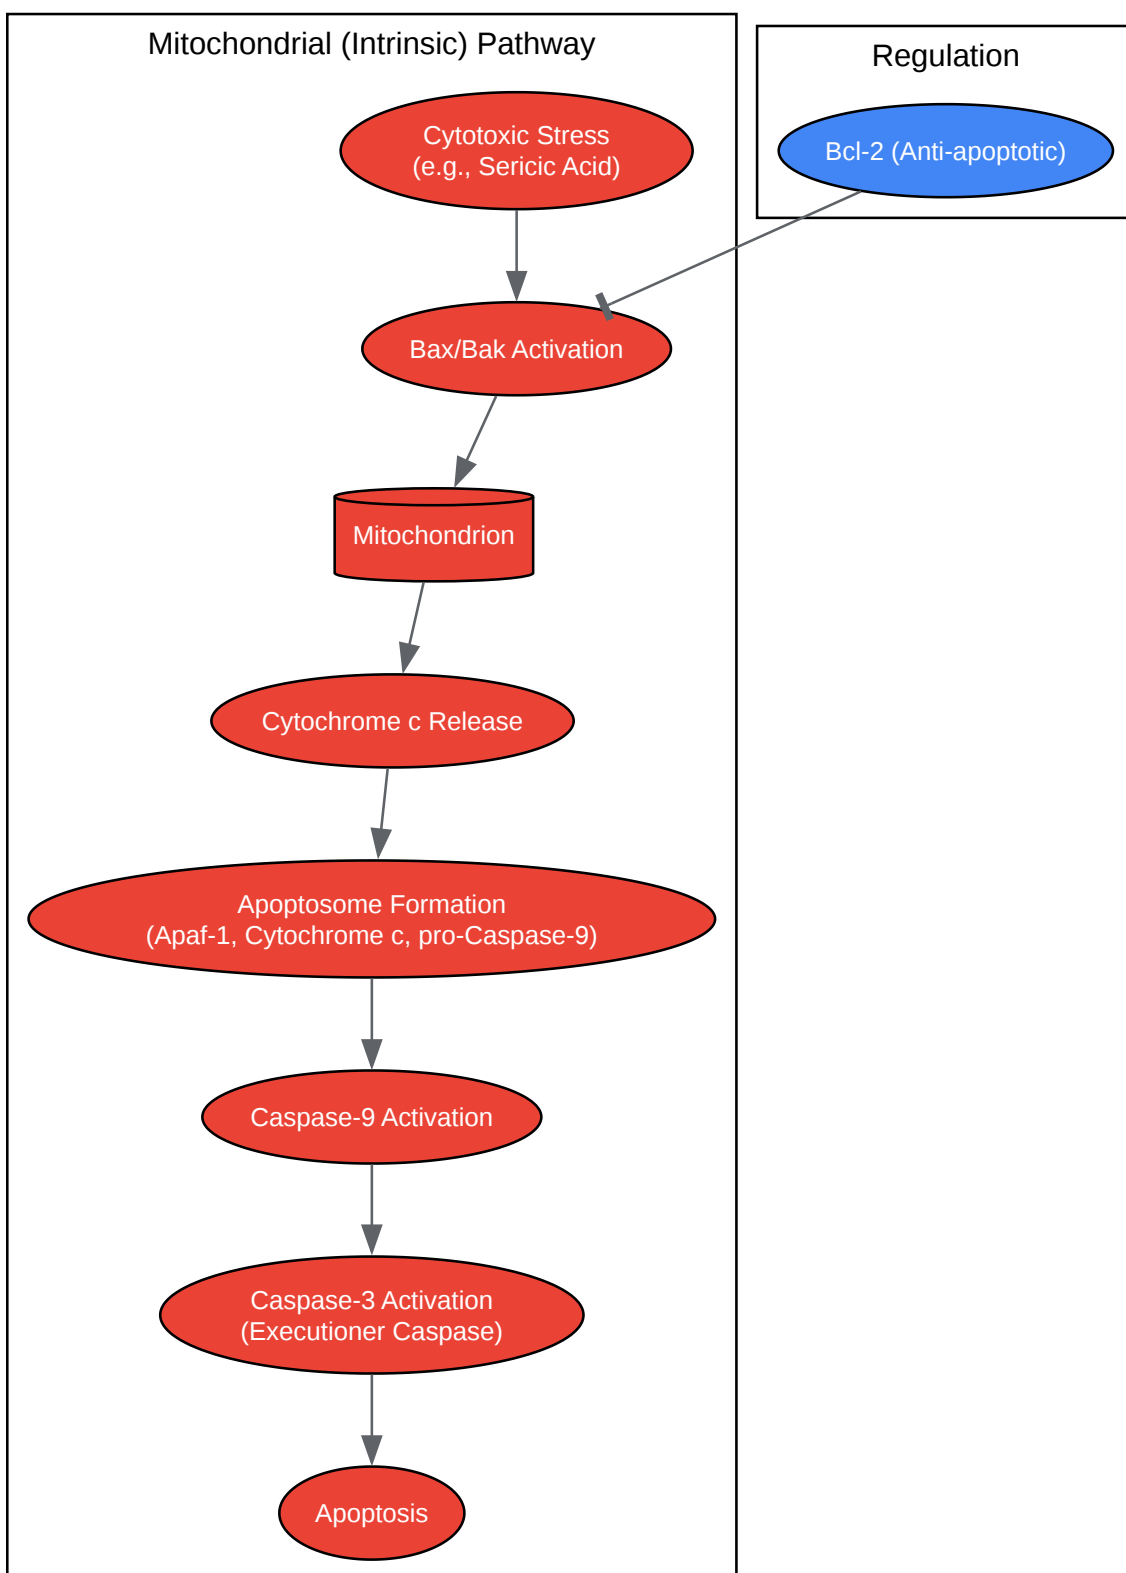 Mitochondrial (Intrinsic) Pathway
Regulation
Cytotoxic Stress
(e.g., Sericic Acid)
Bcl-2 (Anti-apoptotic)
Bax/Bak Activation
Mitochondrion
Cytochrome c Release
Apoptosome Formation
(Apaf-1, Cytochrome c, pro-Caspase-9)
Caspase-9 Activation
Caspase-3 Activation
(Executioner Caspase)
Apoptosis